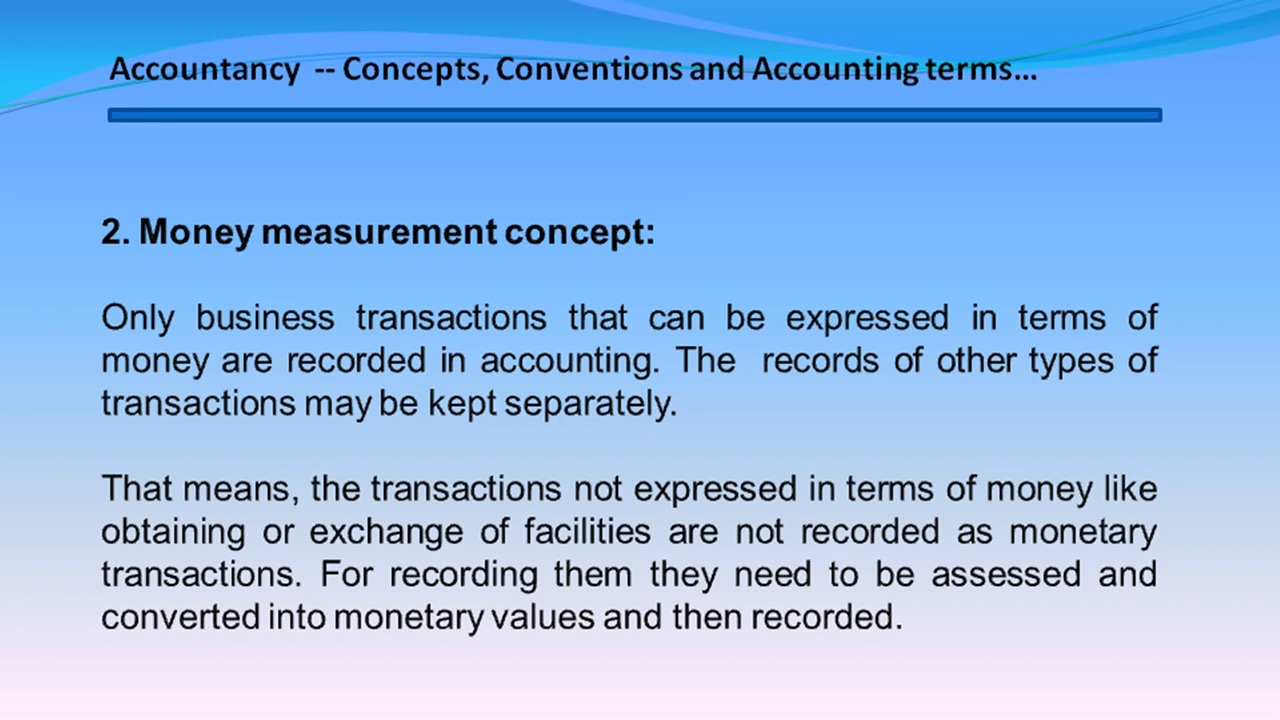 Accountancy -- Concepts, Conventions and Accounting terms...
2. Money measurement concept:
Only business transactions that can be expressed in terms of
money are recorded in accounting. The records of other types of
transactions may be kept separately.
That means, the transactions not expressed in terms of money like
obtaining or exchange of facilities are not recorded as monetary
transactions. For recording them they need to be assessed and
converted into monetary values and then recorded.